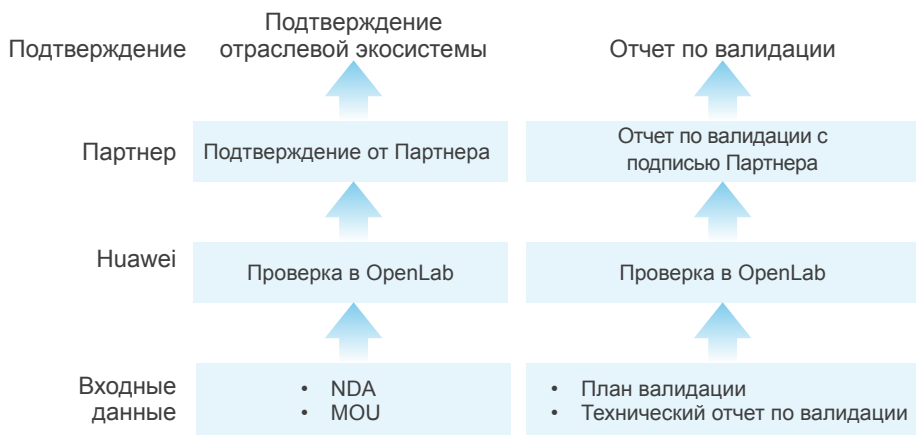 Подтверждение
Подтверждение
отраслевой экосистемы
Отчет по валидации
Партнер
Подтверждение от Партнера
Отчет по валидации с
подписью Партнера
Huawei
Проверка в OpenLab
Проверка в OpenLab
Входные
данные
• NDA
• MOU
• План валидации
• Технический отчет по валидации